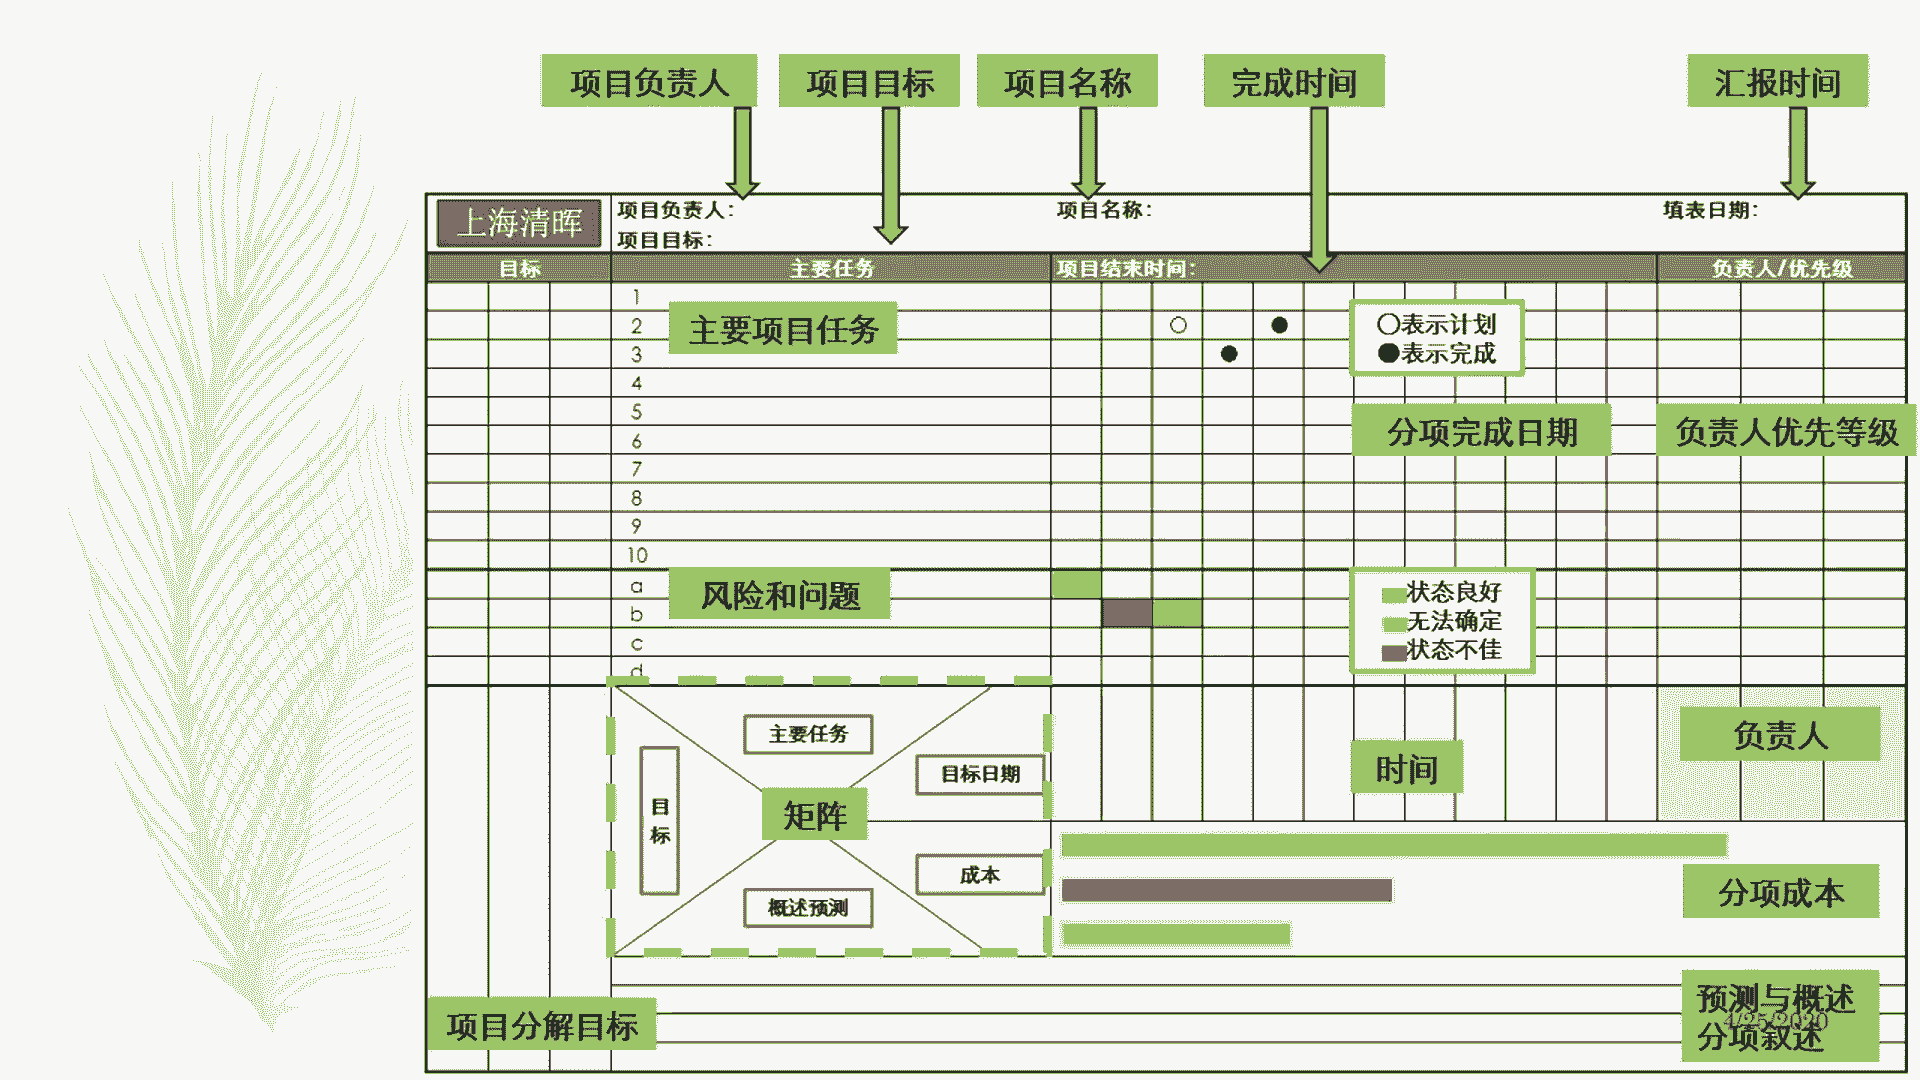 项目负责人
项目目标
项目名称
完成时间
汇报时间
上海清晖
项目负责人：
项目名称：
填表日期：
项目目标：
目标
主要任务
项目结束时间：
负责人/优先级
1
2
3
4
5
6
7
8
9
10
a
b
c
d
主要项目任务
○表示计划
●表示完成
分项完成日期
负责人优先等级
风险和问题
状态良好
无法确定
状态不佳
主要任务
目标日期
目标
矩阵
成本
概述预测
时间
负责人
分项成本
项目分解目标
预测与概述
4/25/2020
分项叙述